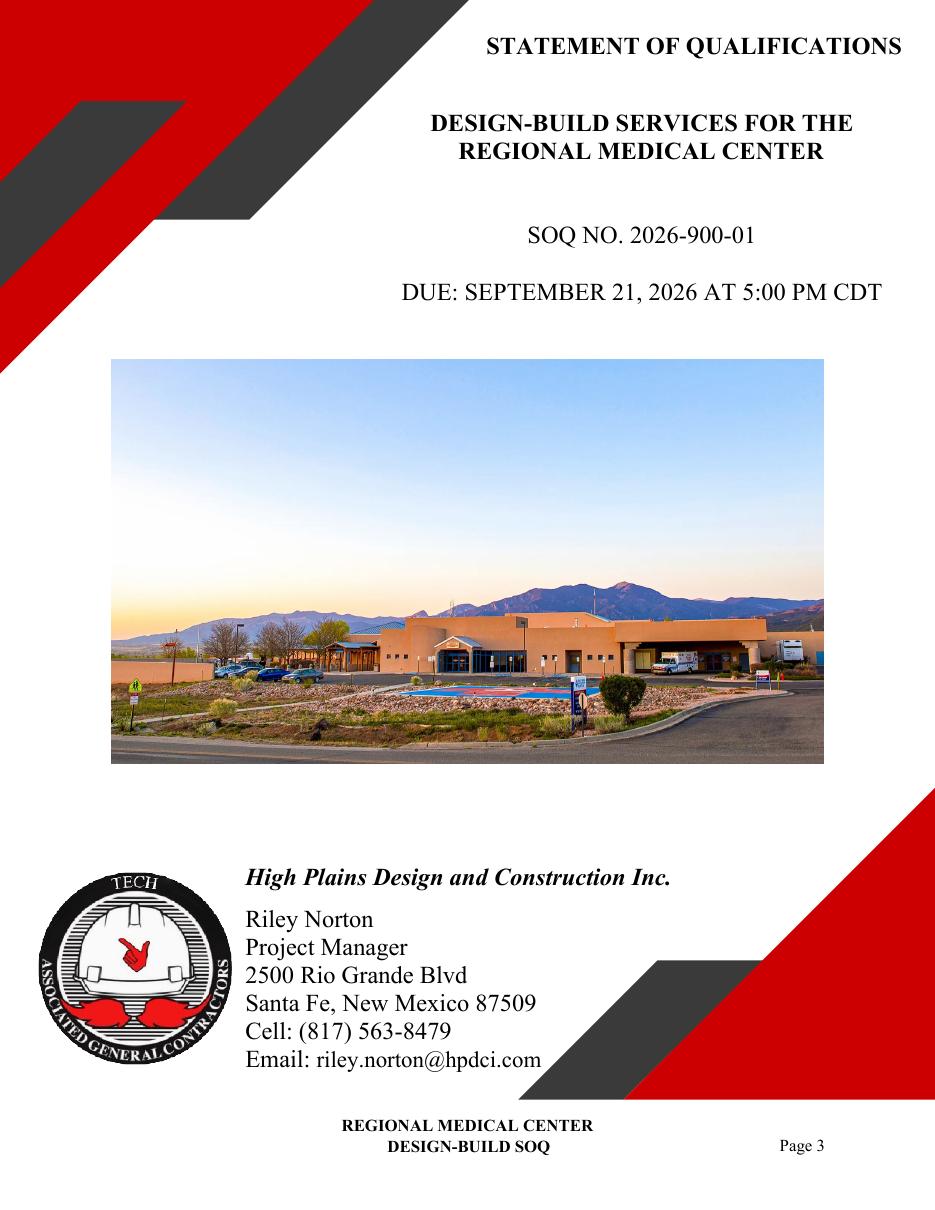 STATEMENT OF QUALIFICATIONS
DESIGN-BUILD SERVICES FOR THE
REGIONAL MEDICAL CENTER
SOQ NO. 2026-900-01
DUE: SEPTEMBER 21, 2026 AT 5:00 PM CDT
TECH
ASSOCIATED GENERAL CONTRACTORS
High Plains Design and Construction Inc.
Riley Norton
Project Manager
2500 Rio Grande Blvd
Santa Fe, New Mexico 87509
Cell: (817) 563-8479
Email: riley.norton@hpdci.com
REGIONAL MEDICAL CENTER
DESIGN-BUILD SOQ
Page 3